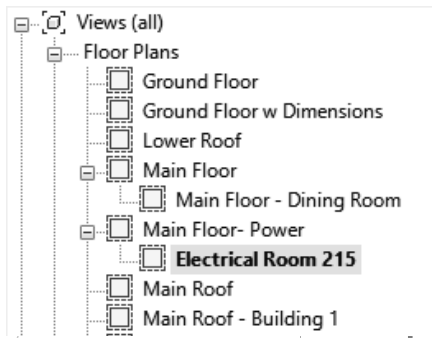 Views (all)
Floor Plans
Ground Floor
Ground Floor w Dimensions
Lower Roof
Main Floor
Main Floor - Dining Room
Main Floor- Power
Electrical Room 215
Main Roof
Main Roof - Building 1